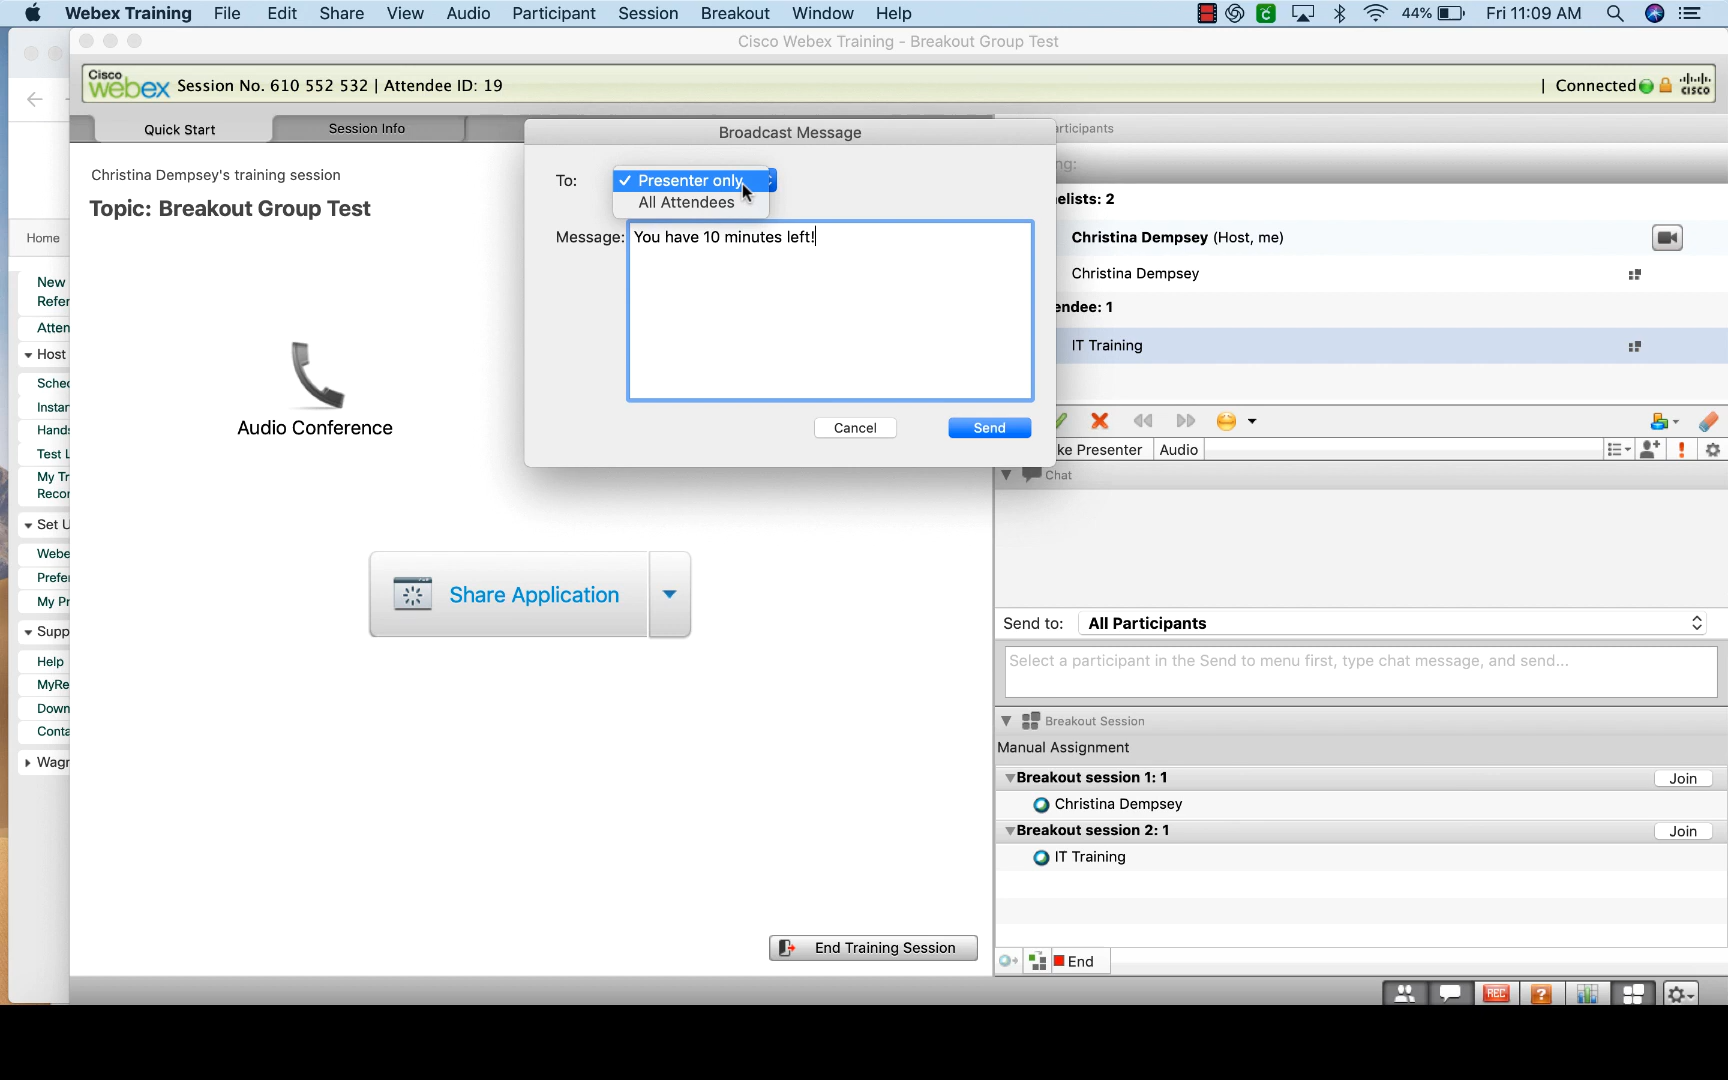 Webex Training File Edit Share View Audio Participant Session Breakout Window Help 44% Fri 11:09 AM
Cisco Webex Training - Breakout Group Test
Cisco webex Session No. 610 552 532 | Attendee ID: 19 | Connected cisco
Quick Start Session Info
Broadcast Message
articipants
ng:
Christina Dempsey's training session
Topic: Breakout Group Test
To: ✓ Presenter only
All Attendees
Message: You have 10 minutes left!
Cancel Send
elists: 2
Christina Dempsey (Host, me)
Christina Dempsey
endee: 1
IT Training
ke Presenter Audio
Home
New
Refer
Atten
Host
Sched
Instan
Hands
Test L
My Tr
Recor
Set U
Webe
Prefer
My Pr
Supp
Help
MyRe
Down
Conta
Wagn
Audio Conference
Share Application
End Training Session
Chat
Send to: All Participants
Select a participant in the Send to menu first, type chat message, and send...
Breakout Session
Manual Assignment
Breakout session 1: 1 Join
Christina Dempsey
Breakout session 2: 1 Join
IT Training
End
REC